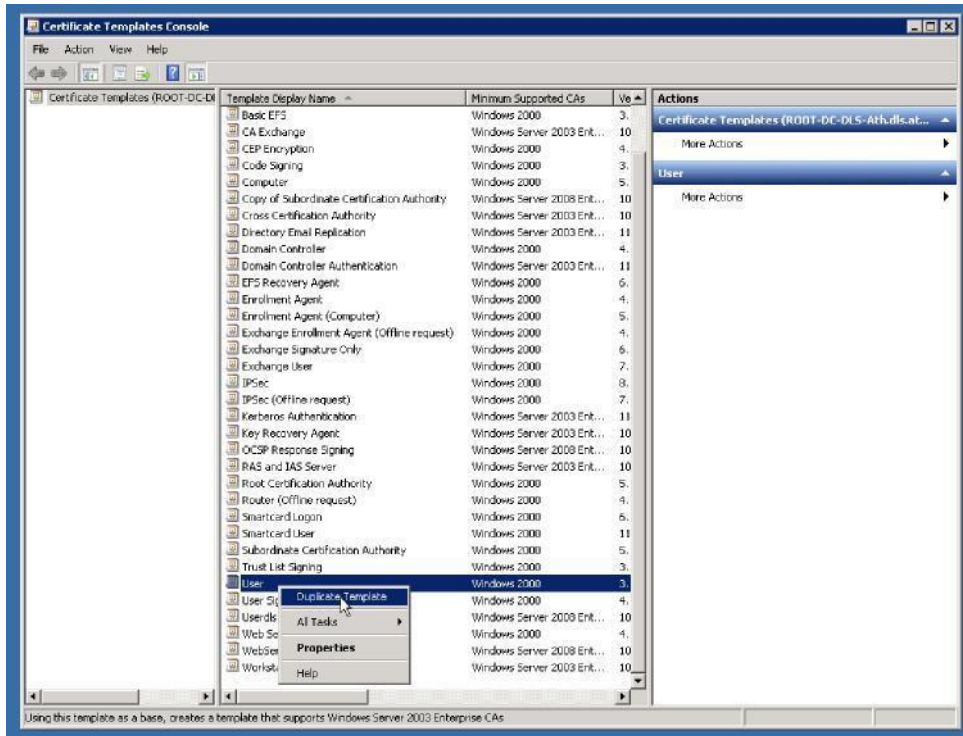 Certificate Templates Console
File Action View Help
Certificate Templates (ROOT-DC-DL
Template Display Name Minimum Supported CAs Ve
Actions
Basic EFS Windows 2000 3.
Certificate Templates (ROOT-DC-DLS-Ath.dls.at...
CA Exchange Windows Server 2003 Ent... 10
More Actions
CEP Encryption Windows 2000 4.
Code Signing Windows 2000 3.
User
Computer Windows 2000 5.
More Actions
Copy of Subordinate Certification Authority Windows Server 2008 Ent... 10
Cross Certification Authority Windows Server 2003 Ent... 10
Directory Email Replication Windows Server 2003 Ent... 11
Domain Controller Windows 2000 4.
Domain Controller Authentication Windows Server 2003 Ent... 11
EFS Recovery Agent Windows 2000 6.
Enrollment Agent Windows 2000 4.
Enrollment Agent (Computer) Windows 2000 5.
Exchange Enrollment Agent (Offline request) Windows 2000 4.
Exchange Signature Only Windows 2000 6.
Exchange User Windows 2000 7.
IPSec Windows 2000 8.
IPSec (Offline request) Windows 2000 7.
Kerberos Authentication Windows Server 2003 Ent... 11
Key Recovery Agent Windows Server 2003 Ent... 10
OCSP Response Signing Windows Server 2008 Ent... 10
RAS and IAS Server Windows Server 2003 Ent... 10
Root Certification Authority Windows 2000 5.
Router (Offline request) Windows 2000 4.
Smartcard Logon Windows 2000 6.
Smartcard User Windows 2000 11
Subordinate Certification Authority Windows 2000 5.
Trust List Signing Windows 2000 3.
User Windows 2000 3.
User Sig Windows 2000 4.
Duplicate Template
Userdls Windows Server 2008 Ent... 10
All Tasks
Web Se Windows 2000 4.
WebSer Windows Server 2008 Ent... 10
Properties
Worksta Windows Server 2003 Ent... 10
Help
Using this template as a base, creates a template that supports Windows Server 2003 Enterprise CAs